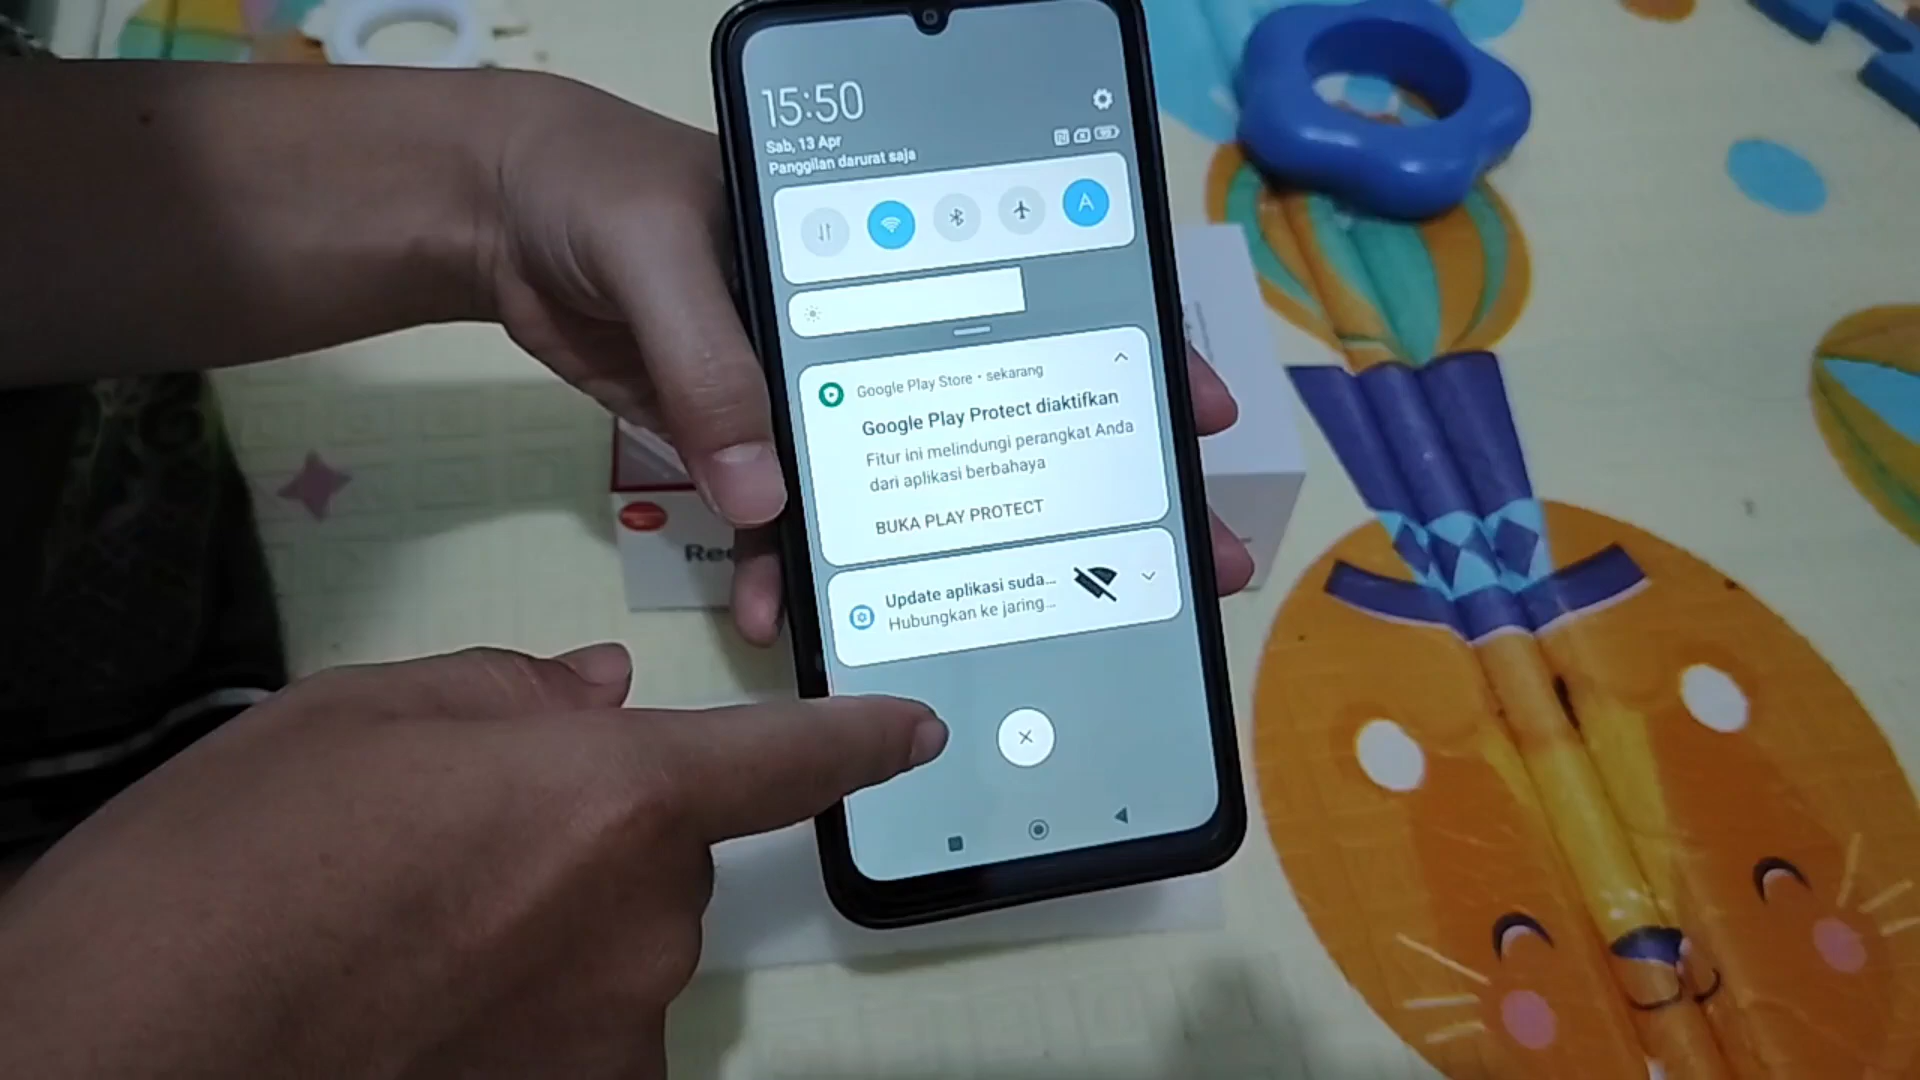 15:50
Sab, 13 Apr
Panggilan darurat saja
Google Play Store • sekarang
Google Play Protect diaktifkan
Fitur ini melindungi perangkat Anda
dari aplikasi berbahaya
BUKA PLAY PROTECT
Update aplikasi suda...
Hubungkan ke jaring...